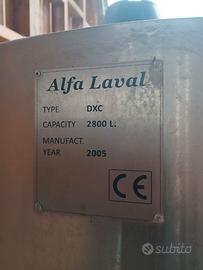 Alfa Laval
TYPE DXC
CAPACITY 2800 L.
MANUFACT.
YEAR 2005
CE
subito